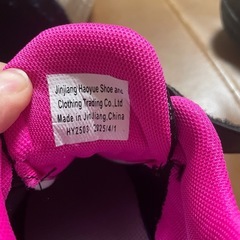 Jinjiang Haoyue Shoe and
Clothing Trading Co.,Ltd
Made in JinJiang,China
HY2503 2025/4/1